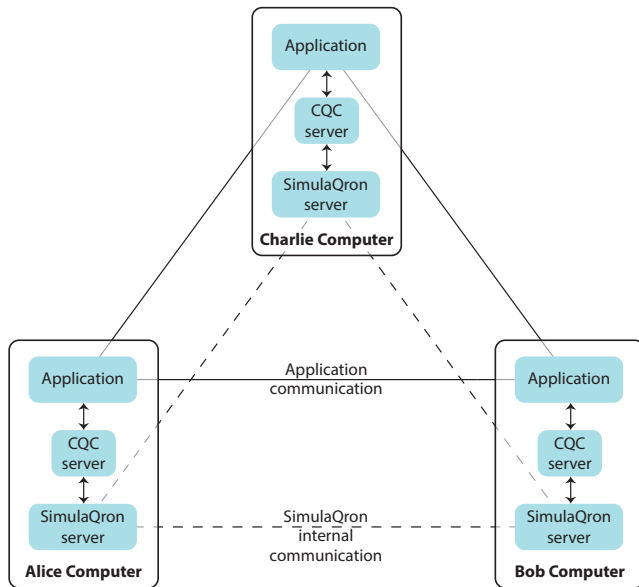 Application
CQC
server
SimulaQron
server
Charlie Computer
Application
CQC
server
SimulaQron
server
Alice Computer
Application
communication
SimulaQron
internal
communication
Application
CQC
server
SimulaQron
server
Bob Computer